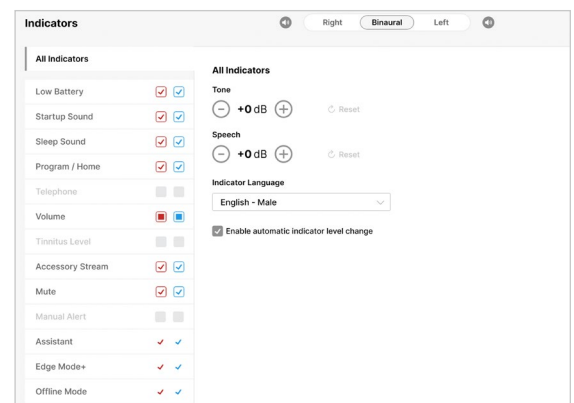 Indicators
Right Binaural Left
All Indicators
Low Battery
Startup Sound
Sleep Sound
Program / Home
Telephone
Volume
Tinnitus Level
Accessory Stream
Mute
Manual Alert
Assistant
Edge Mode+
Offline Mode
All Indicators
Tone
+0 dB Reset
Speech
+0 dB Reset
Indicator Language
English - Male
Enable automatic indicator level change